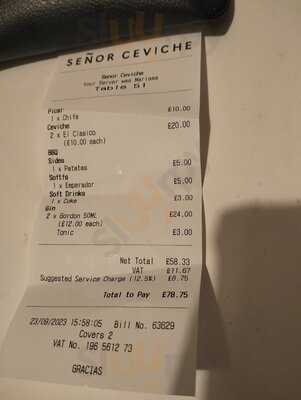 SEÑOR CEVICHE
Señor Ceviche
Your Server was Mariana
Table 51
Picar £10.00
1 x Chifa
Ceviche £20.00
2 x El Clasico
(£10.00 each)
BBQ
Sides £5.00
1 x Patatas
Softts £5.00
1 x Emperador
Soft Drinks £3.00
1 x Coke
Gin £24.00
2 x Gordon 50ML
(£12.00 each)
Tonic £3.00
Net Total £58.33
VAT £11.67
Suggested Service Charge (12.5%) £8.75
Total to Pay £78.75
23/09/2023 15:58:05 Bill No. 63629
Covers 2
VAT No. 196 5612 73
GRACIAS